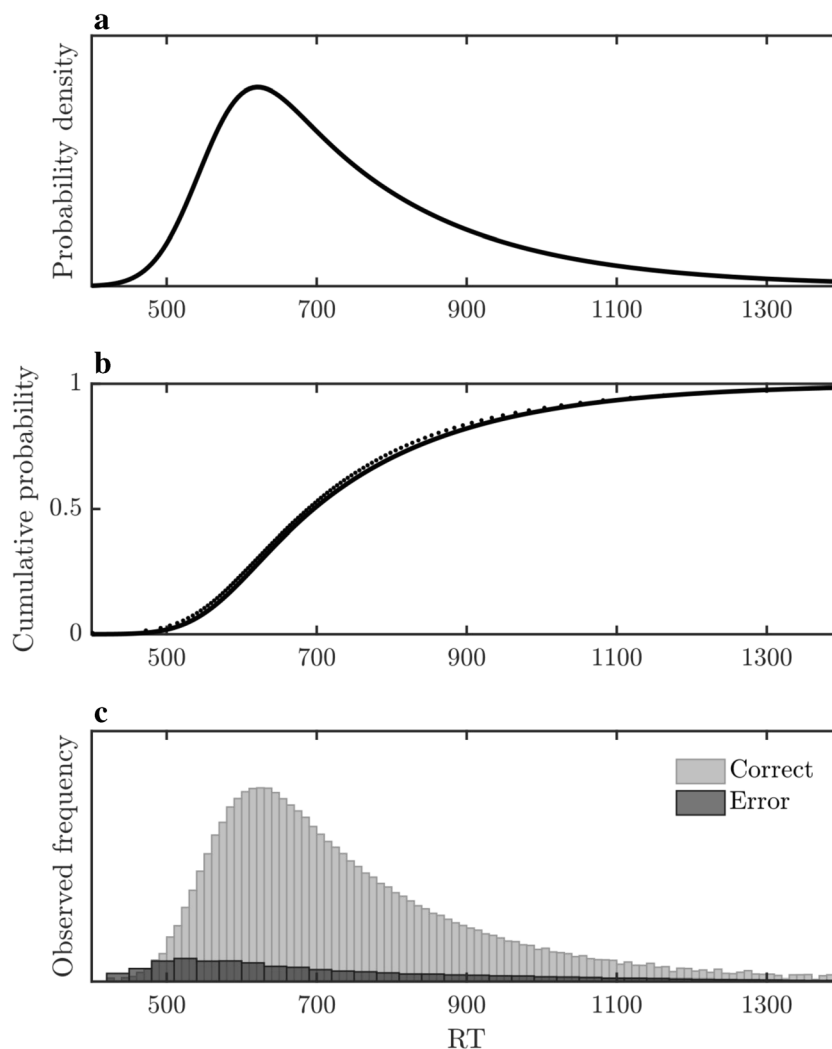 a
Probability density
500 700 900 1100 1300
b
Cumulative probability
1
0.5
0
500 700 900 1100 1300
c
Observed frequency
Correct
Error
500 700 900 1100 1300
RT